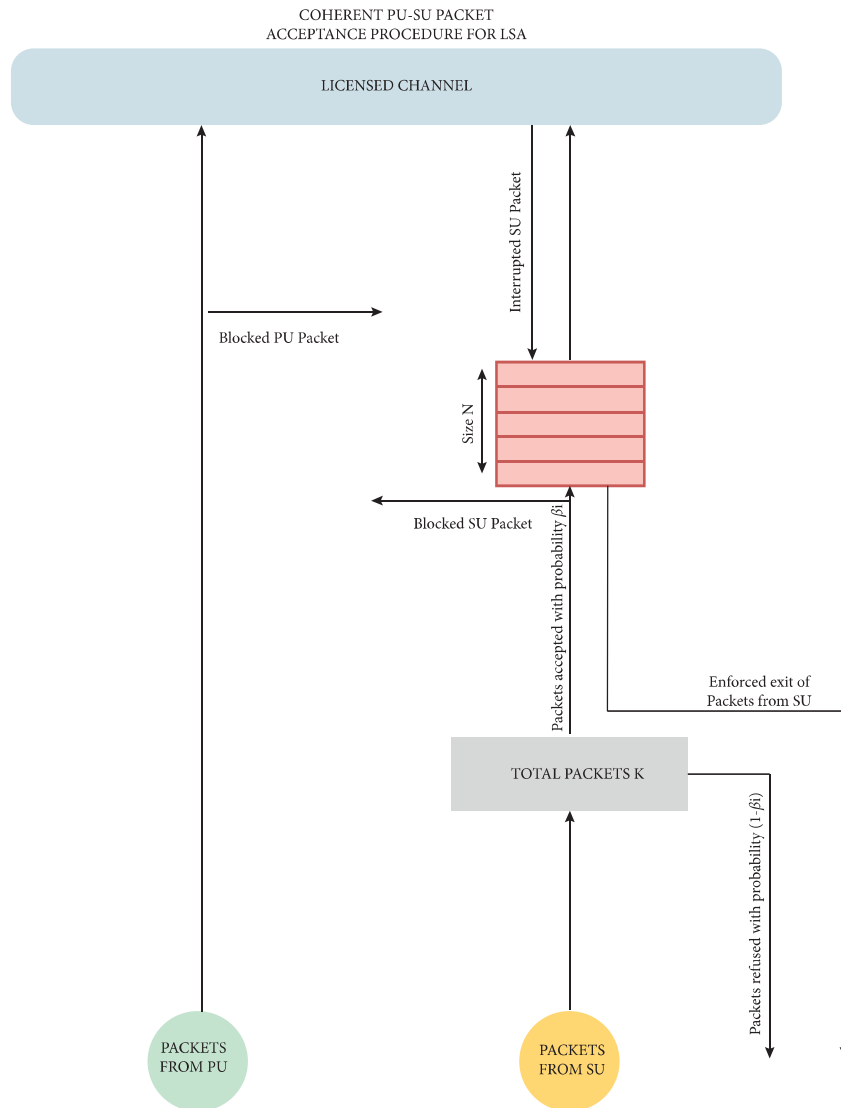 COHERENT PU-SU PACKET
ACCEPTANCE PROCEDURE FOR LSA
LICENSED CHANNEL
Interrupted SU Packet
Blocked PU Packet
Size N
Blocked SU Packet
Packets accepted with probability βi
Enforced exit of
Packets from SU
TOTAL PACKETS K
Packets refused with probability (1-βi)
PACKETS
FROM PU
PACKETS
FROM SU